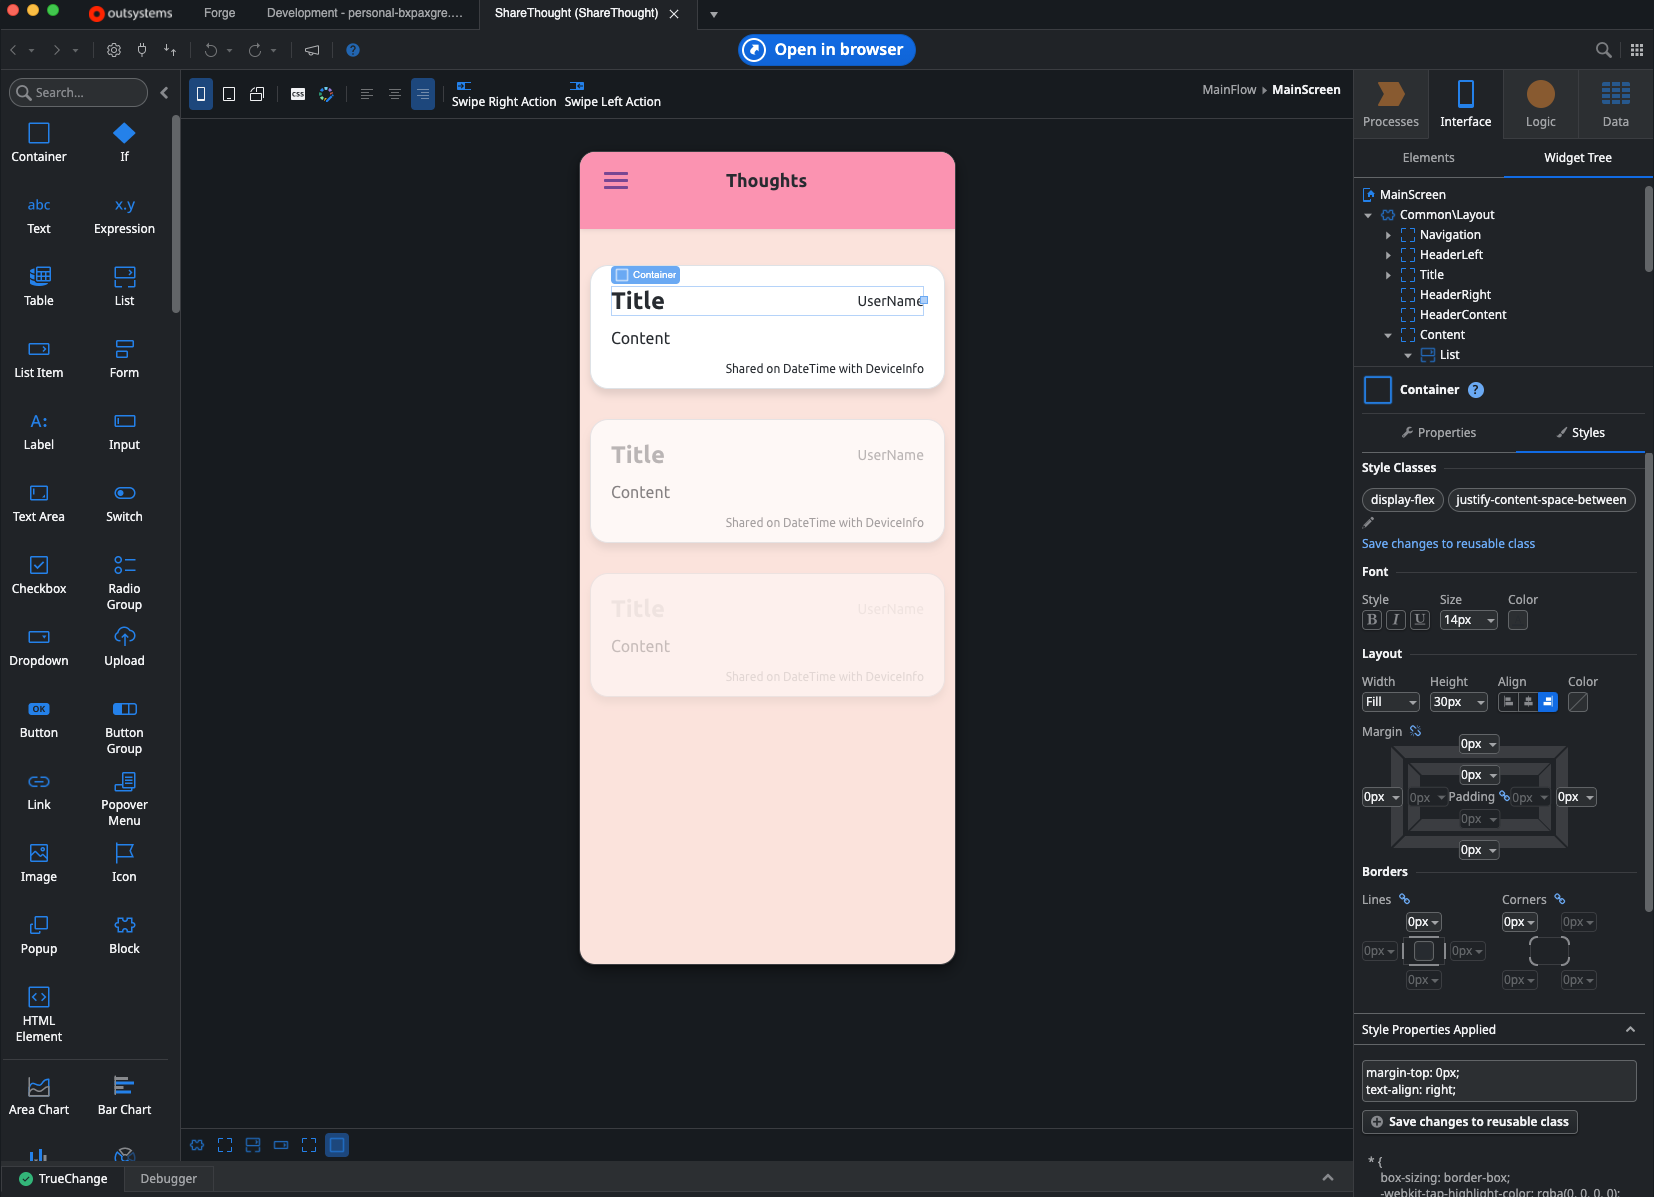 outsystems
Forge
Development - personal-bxpaxgre....
ShareThought (ShareThought)
Open in browser
Search...
Swipe Right Action
Swipe Left Action
MainFlow
MainScreen
Container
If
abc
Text
x.y
Expression
Table
List
List Item
Form
A:
Label
Input
Text Area
Switch
Checkbox
Radio
Group
Dropdown
Upload
OK
Button
Button
Group
Link
Popover
Menu
Image
Icon
Popup
Block
HTML
Element
Area Chart
Bar Chart
CSS
Thoughts
Container
Title
UserName
Content
Shared on DateTime with DeviceInfo
Title
UserName
Content
Shared on DateTime with DeviceInfo
Title
UserName
Content
Shared on DateTime with DeviceInfo
Processes
Interface
Logic
Data
Elements
Widget Tree
MainScreen
Common\Layout
Navigation
HeaderLeft
Title
HeaderRight
HeaderContent
Content
List
Container
?
Properties
Styles
Style Classes
display-flex
justify-content-space-between
Save changes to reusable class
Font
Style
Size
Color
B
I
U
14px
Layout
Width
Height
Align
Color
Fill
30px
Margin
0px
0px
0px
0px
Padding
0px
0px
0px
0px
Borders
Lines
Corners
0px
0px
0px
0px
0px
0px
0px
0px
Style Properties Applied
margin-top: 0px;
text-align: right;
Save changes to reusable class
* {
box-sizing: border-box;
-webkit-tap-highlight-color: rgba(0, 0, 0, 0);
TrueChange
Debugger